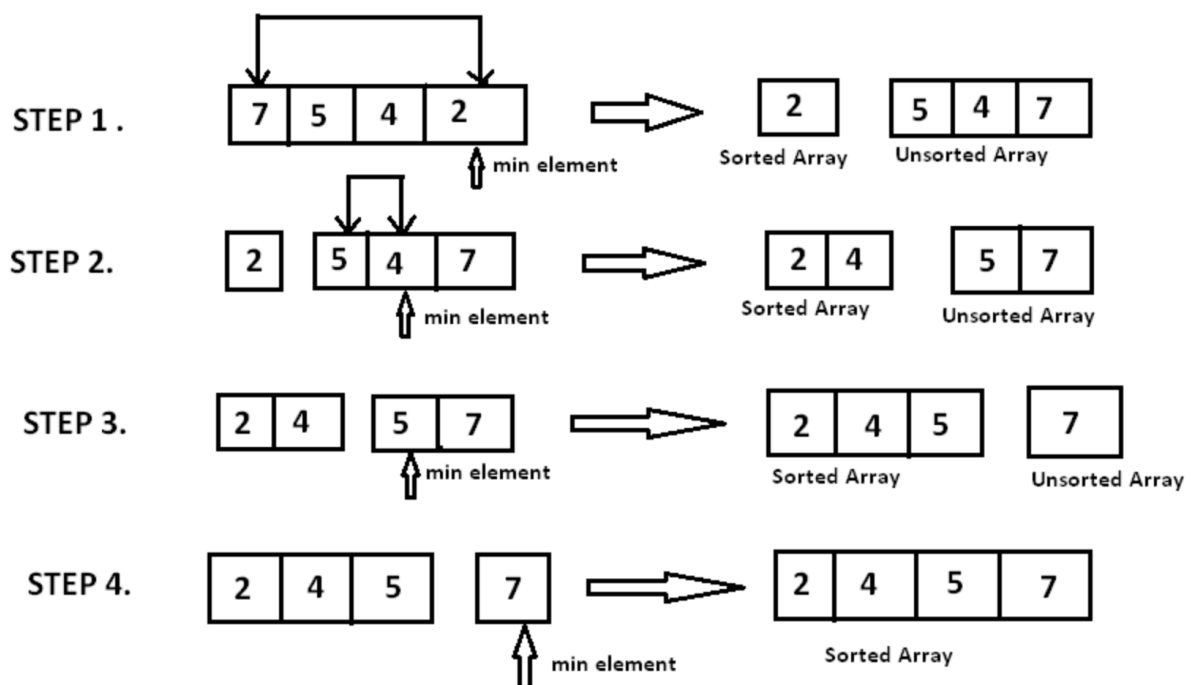 STEP 1 . 7 5 4 2 2 5 4 7
min element Sorted Array Unsorted Array
STEP 2. 2 5 4 7 2 4 5 7
min element Sorted Array Unsorted Array
STEP 3. 2 4 5 7 2 4 5 7
min element Sorted Array Unsorted Array
STEP 4. 2 4 5 7 2 4 5 7
min element Sorted Array